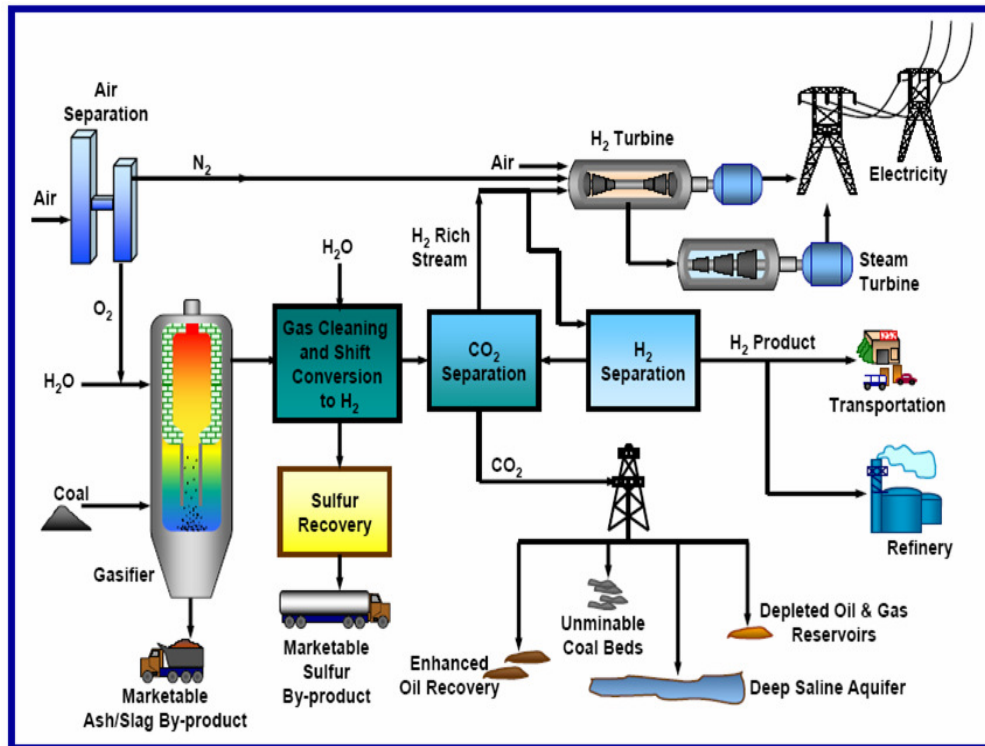 Air
Separation
N2
Air
H2 Turbine
Electricity
Air
H2O
H2 Rich
Stream
Steam
Turbine
O2
Gas Cleaning
and Shift
Conversion
to H2
CO2
Separation
H2
Separation
H2 Product
H2O
Transportation
Coal
CO2
Sulfur
Recovery
Refinery
Gasifier
Unminable
Coal Beds
Depleted Oil & Gas
Reservoirs
Marketable
Sulfur
By-product
Enhanced
Oil Recovery
Deep Saline Aquifer
Marketable
Ash/Slag By-product